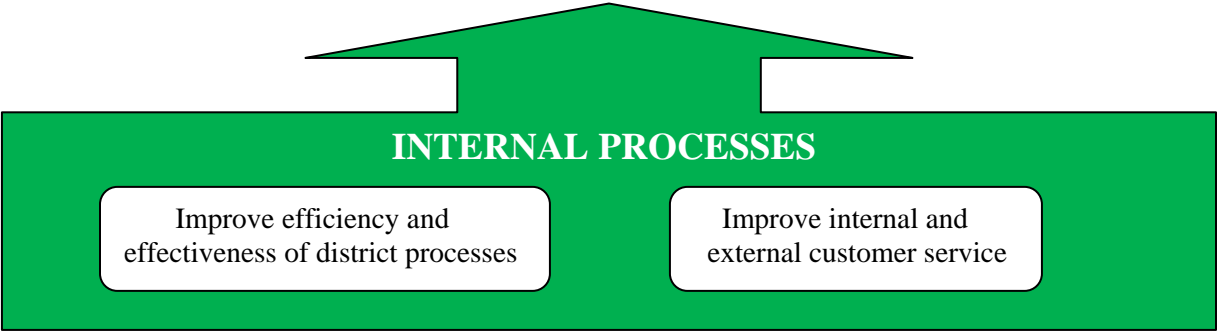 INTERNAL PROCESSES
Improve efficiency and
effectiveness of district processes
Improve internal and
external customer service